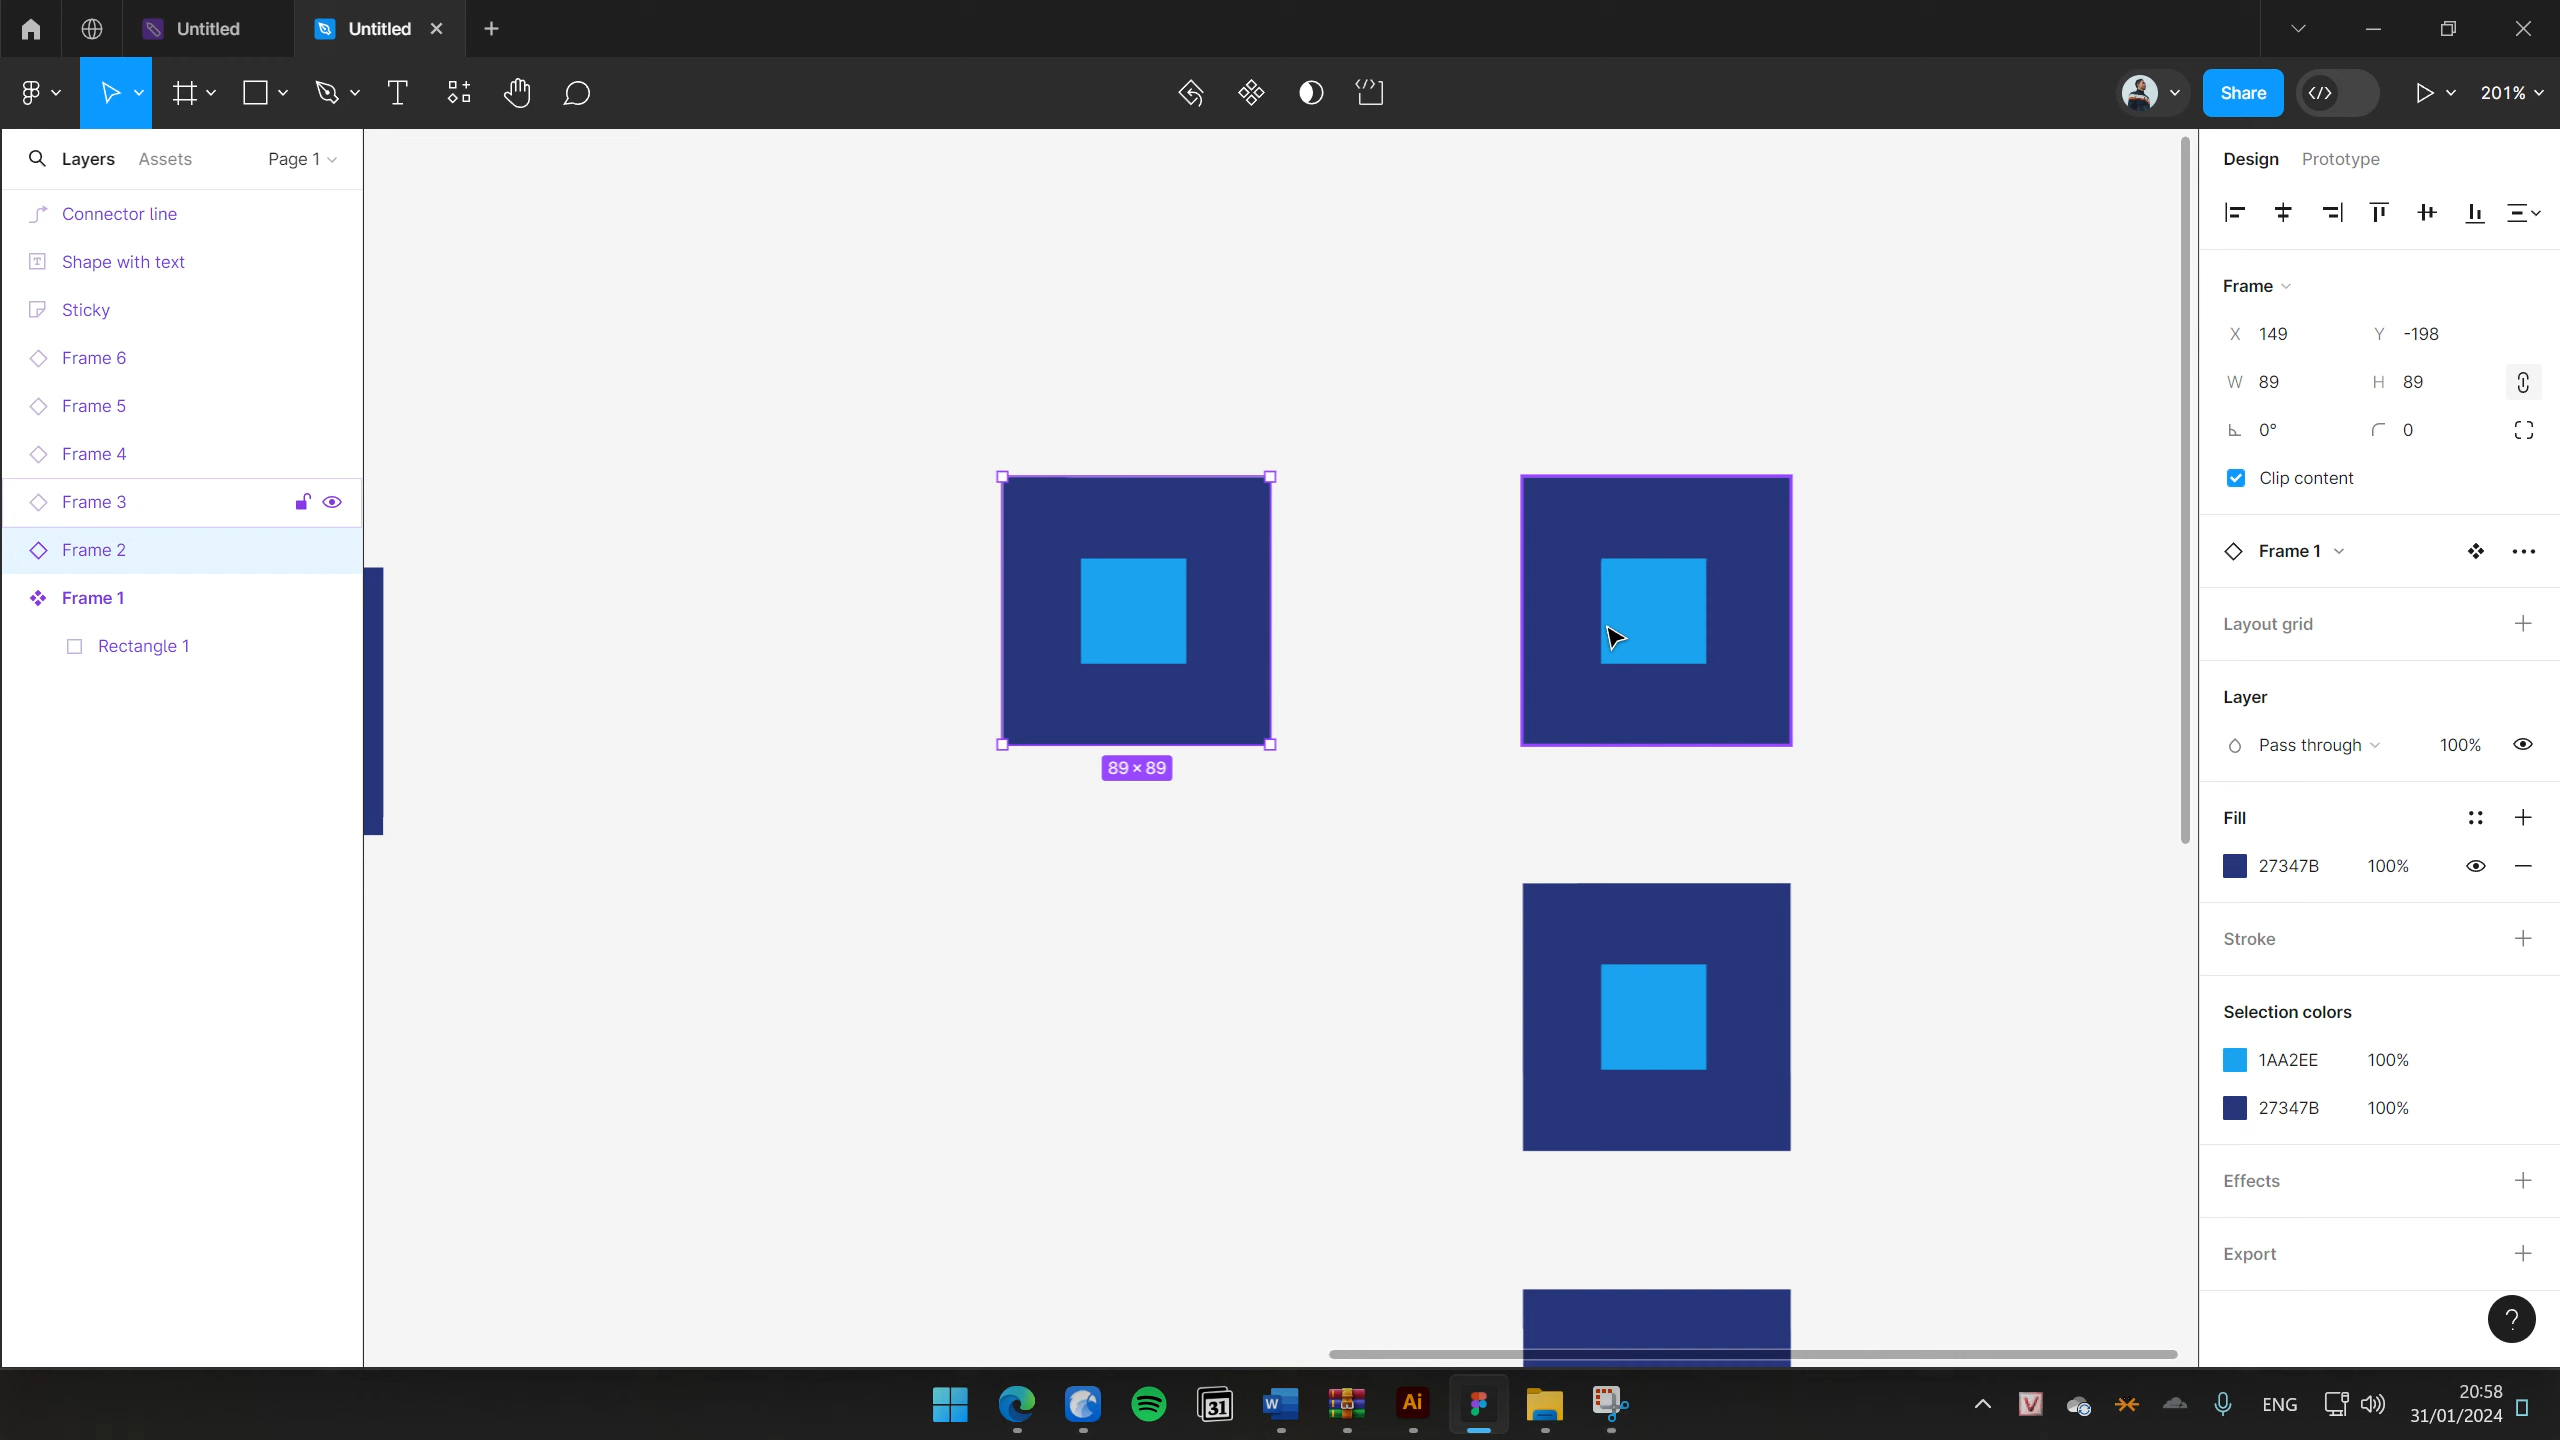 Untitled
Untitled
Share
201%
Layers Assets Page 1
Connector line
Shape with text
Sticky
Frame 6
Frame 5
Frame 4
Frame 3
Frame 2
Frame 1
Rectangle 1
89 × 89
Design Prototype
Frame
X 149 Y -198
W 89 H 89
0° 0
Clip content
Frame 1
Layout grid
Layer
Pass through 100%
Fill
27347B 100%
Stroke
Selection colors
1AA2EE 100%
27347B 100%
Effects
Export
?
31
W
Ai
V
ENG
20:58
31/01/2024